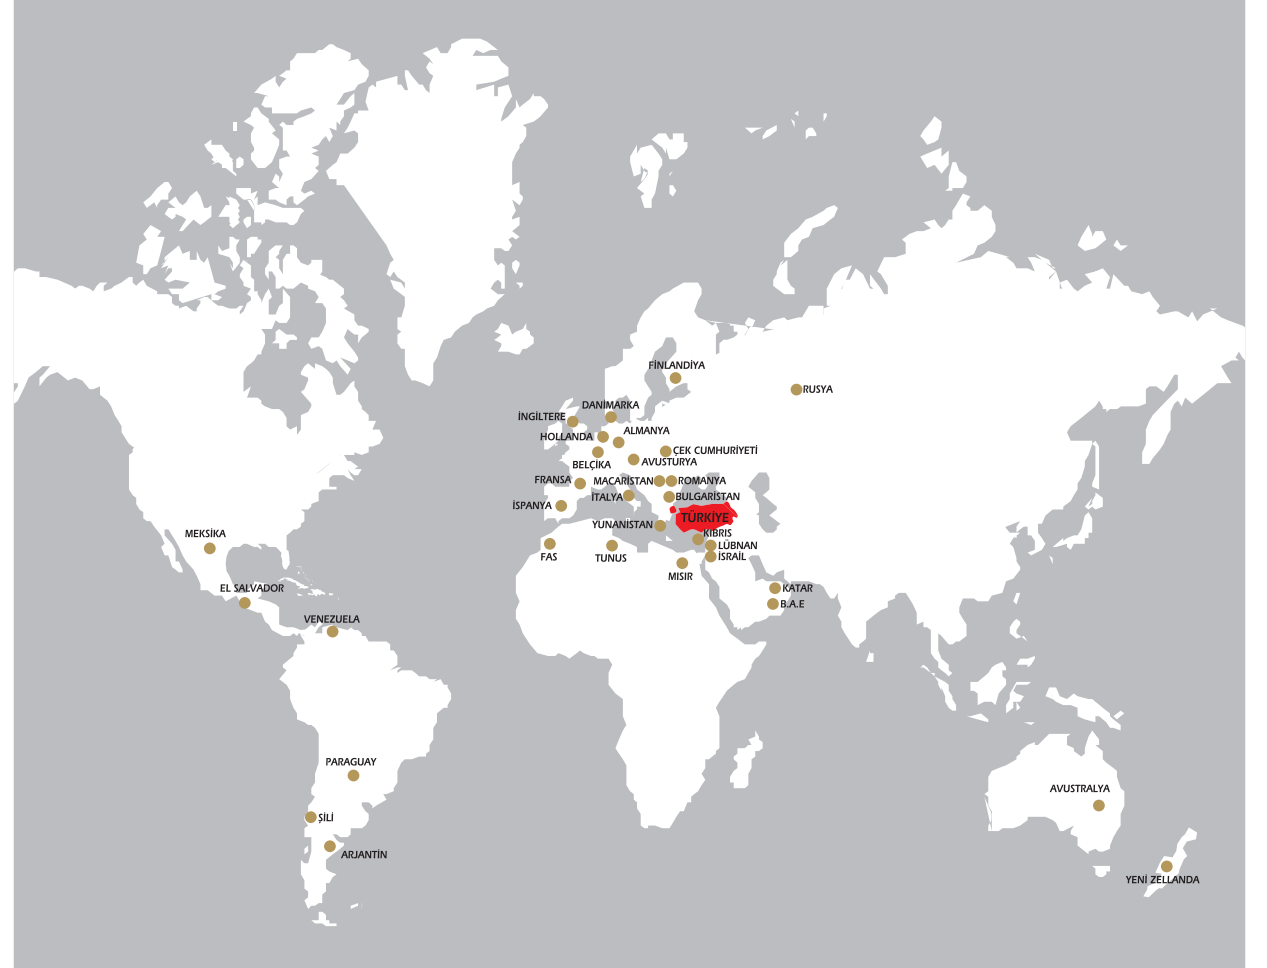 FİNLANDİYA
RUSYA
DANİMARKA
İNGİLTERE
ALMANYA
HOLLANDA
ÇEK CUMHURİYETİ
AVUSTURYA
BELÇİKA
FRANSA
MACARİSTAN
ROMANYA
İTALYA
BULGARİSTAN
İSPANYA
TÜRKİYE
YUNANİSTAN
KIBRIS
MEKSİKA
LÜBNAN
FAS
TUNUS
İSRAİL
MISIR
EL SALVADOR
KATAR
B.A.E
VENEZUELA
PARAGUAY
AVUSTRALYA
ŞİLİ
ARJANTİN
YENİ ZELLANDA